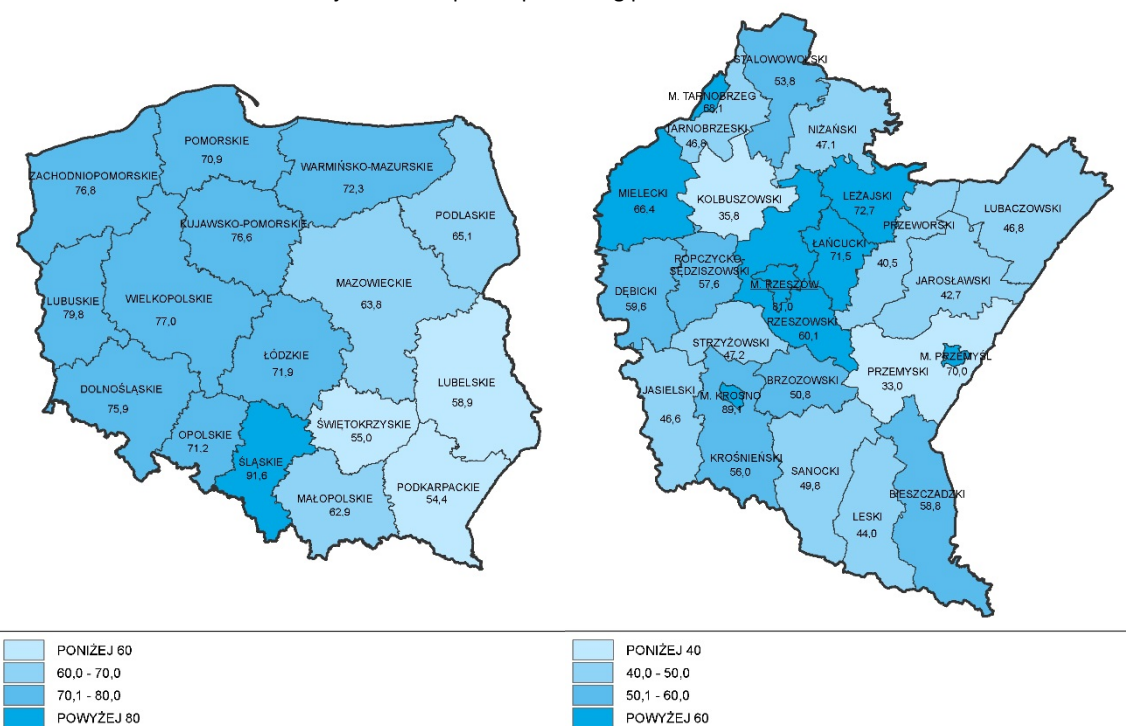 POMORSKIE
70,9
ZACHODNIOPOMORSKIE
76,8
WARMIŃSKO-MAZURSKIE
72,3
PODLASKIE
65,1
KUJAWSKO-POMORSKIE
76,6
MAZOWIECKIE
63,8
LUBUSKIE
79,8
WIELKOPOLSKIE
77,0
ŁÓDZKIE
71,9
LUBELSKIE
58,9
DOLNOŚLĄSKIE
75,9
OPOLSKIE
71,2
ŚLĄSKIE
91,6
ŚWIĘTOKRZYSKIE
55,0
MAŁOPOLSKIE
62,9
PODKARPACKIE
54,4
PONIŻEJ 60
60,0 - 70,0
70,1 - 80,0
POWYŻEJ 80
STALOWOWOLSKI
53,8
M. TARNOBRZEG
68,1
TARNOBRZESKI
46,8
NIŻAŃSKI
47,1
MIELECKI
66,4
KOLBUSZOWSKI
35,8
LEŻAJSKI
72,7
LUBACZOWSKI
46,8
PRZEWORSKI
40,5
ŁAŃCUCKI
71,5
ROPCZYCKO-
SĘDZISZOWSKI
57,6
DĘBICKI
59,6
M. RZESZÓW
81,0
JAROSŁAWSKI
42,7
RZESZOWSKI
60,1
STRZYŻOWSKI
47,2
M. PRZEMYŚL
70,0
PRZEMYSKI
33,0
JASIELSKI
46,6
M. KROSNO
89,1
BRZOZOWSKI
50,8
KROŚNIEŃSKI
56,0
SANOCKI
49,8
LESKI
44,0
BIESZCZADZKI
58,8
PONIŻEJ 40
40,0 - 50,0
50,1 - 60,0
POWYŻEJ 60